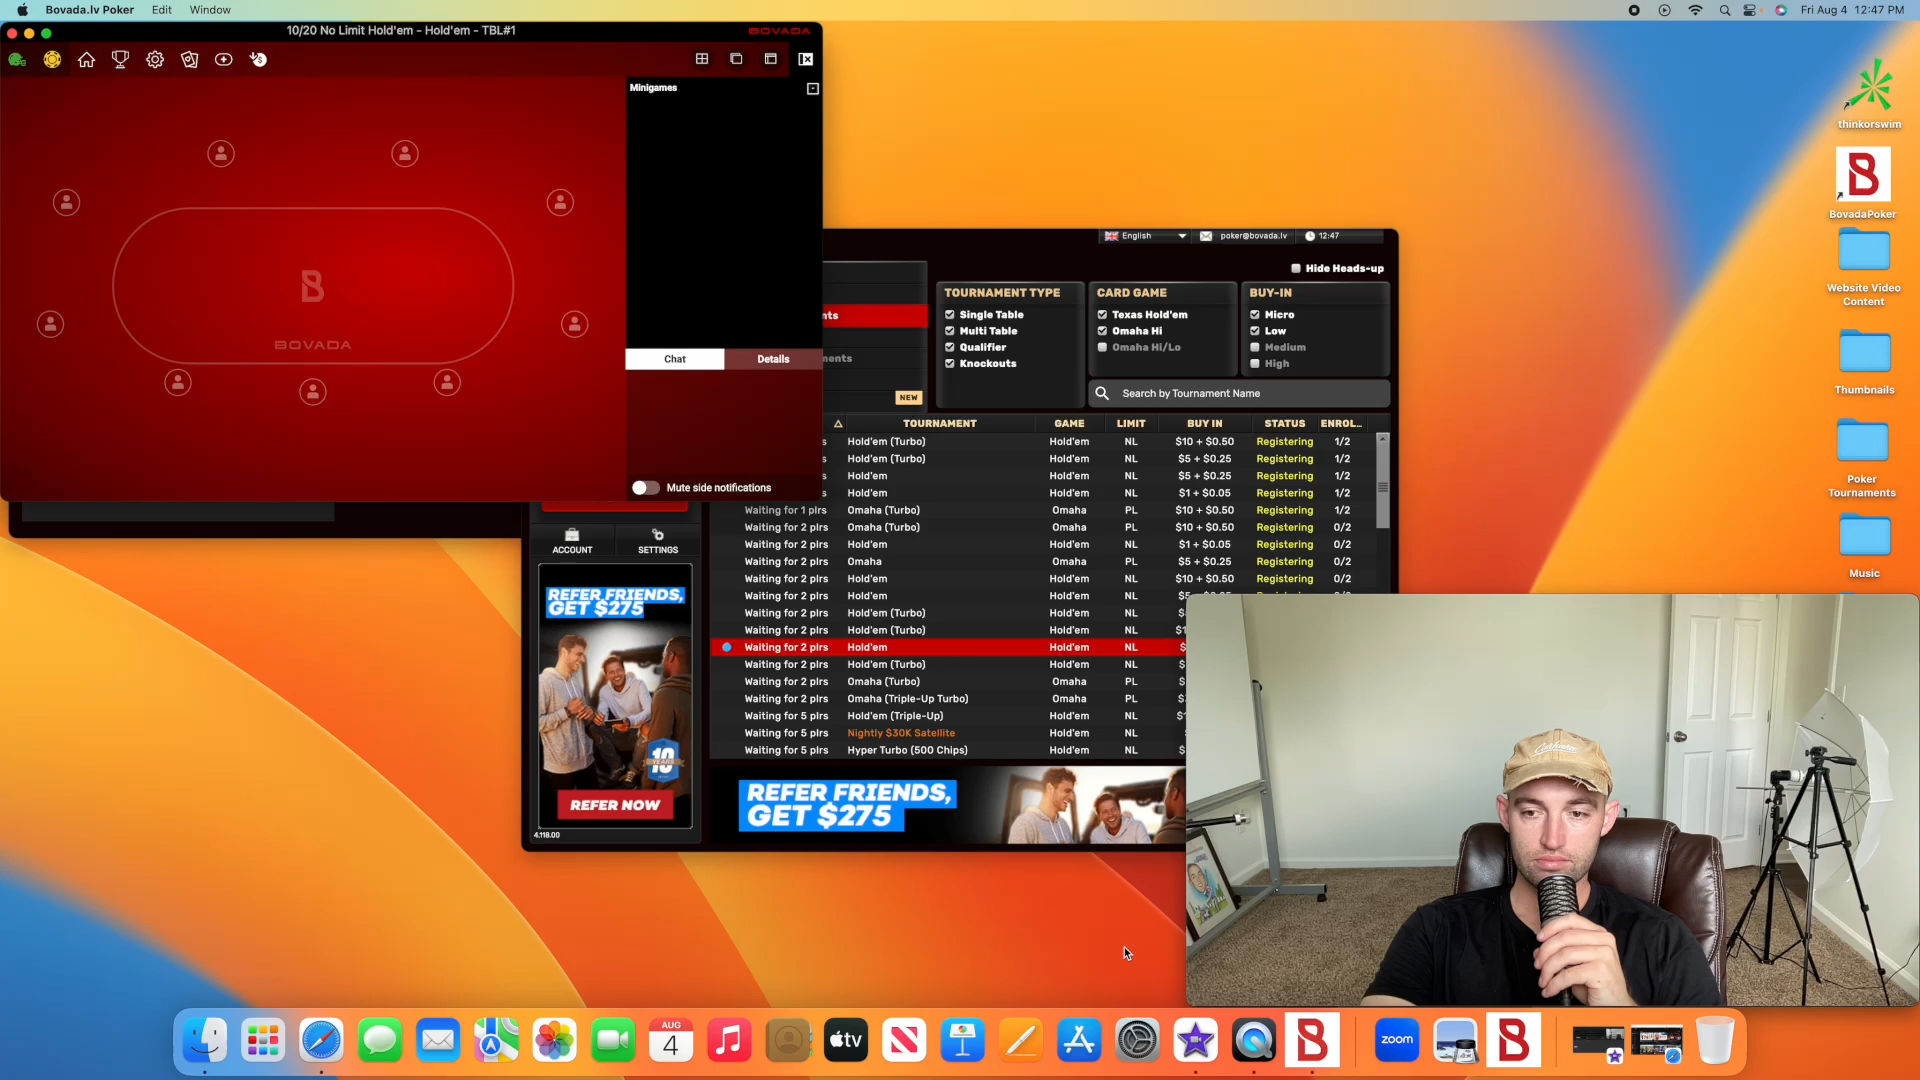 Bovada.lv Poker Edit Window
Fri Aug 4 12:47 PM
10/20 No Limit Hold'em - Hold'em - TBL#1
BOVADA
Minigames
BOVADA
Chat Details
Mute side notifications
English poker@bovada.lv 12:47
Hide Heads-up
TOURNAMENT TYPE CARD GAME BUY-IN
Single Table Texas Hold'em Micro
Multi Table Omaha Hi Low
Qualifier Omaha Hi/Lo Medium
Knockouts High
nts
ments
NEW
Search by Tournament Name
TOURNAMENT GAME LIMIT BUY IN STATUS ENROL...
s Hold'em (Turbo) Hold'em NL $10 + $0.50 Registering 1/2
s Hold'em (Turbo) Hold'em NL $5 + $0.25 Registering 1/2
s Hold'em Hold'em NL $5 + $0.25 Registering 1/2
s Hold'em Hold'em NL $1 + $0.05 Registering 1/2
Waiting for 1 plrs Omaha (Turbo) Omaha PL $10 + $0.50 Registering 1/2
Waiting for 2 plrs Omaha (Turbo) Omaha PL $10 + $0.50 Registering 0/2
Waiting for 2 plrs Hold'em Hold'em NL $1 + $0.05 Registering 0/2
Waiting for 2 plrs Omaha Omaha PL $5 + $0.25 Registering 0/2
Waiting for 2 plrs Hold'em Hold'em NL $10 + $0.50 Registering 0/2
Waiting for 2 plrs Hold'em Hold'em NL
Waiting for 2 plrs Hold'em (Turbo) Hold'em NL $
Waiting for 2 plrs Hold'em (Turbo) Hold'em NL $1
Waiting for 2 plrs Hold'em Hold'em NL $
Waiting for 2 plrs Hold'em (Turbo) Hold'em NL $
Waiting for 2 plrs Omaha (Turbo) Omaha PL $
Waiting for 2 plrs Omaha (Triple-Up Turbo) Omaha PL $
Waiting for 5 plrs Hold'em (Triple-Up) Hold'em NL $1
Waiting for 5 plrs Nightly $30K Satellite Hold'em NL
Waiting for 5 plrs Hyper Turbo (500 Chips) Hold'em NL $
ACCOUNT SETTINGS
REFER FRIENDS,
GET $275
10
REFER NOW
4.118.00
REFER FRIENDS,
GET $275
thinkorswim
BovadaPoker
Website Video
Content
Thumbnails
Poker
Tournaments
Music
AUG
4
tv
zoom